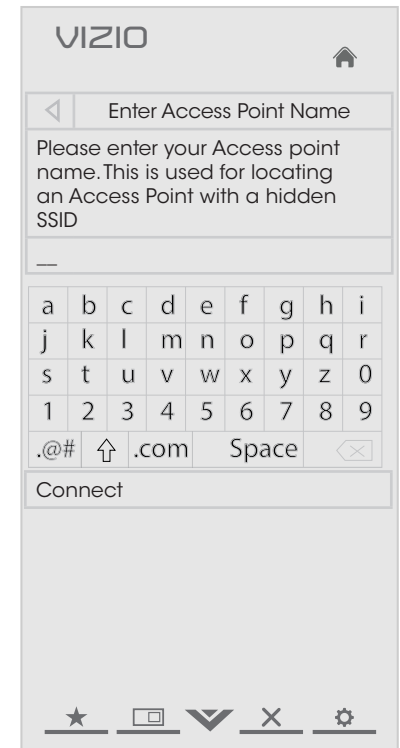 VIZIO
Enter Access Point Name
Please enter your Access point
name. This is used for locating
an Access Point with a hidden
SSID
__
a b c d e f g h i
j k l m n o p q r
s t u v w x y z 0
1 2 3 4 5 6 7 8 9
.@# .com Space
Connect